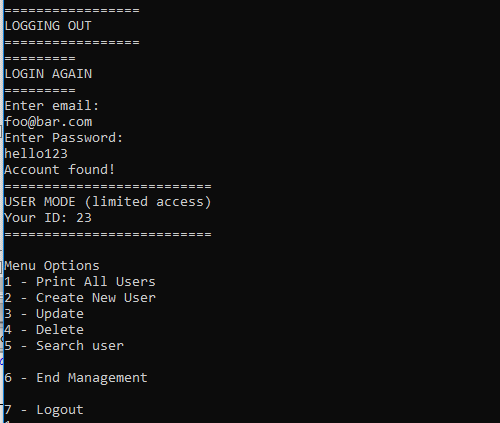 =================
LOGGING OUT
=================
=========
LOGIN AGAIN
=========
Enter email:
foo@bar.com
Enter Password:
hello123
Account found!
==========================
USER MODE (limited access)
Your ID: 23
==========================
Menu Options
1 - Print All Users
2 - Create New User
3 - Update
4 - Delete
5 - Search user
6 - End Management
7 - Logout